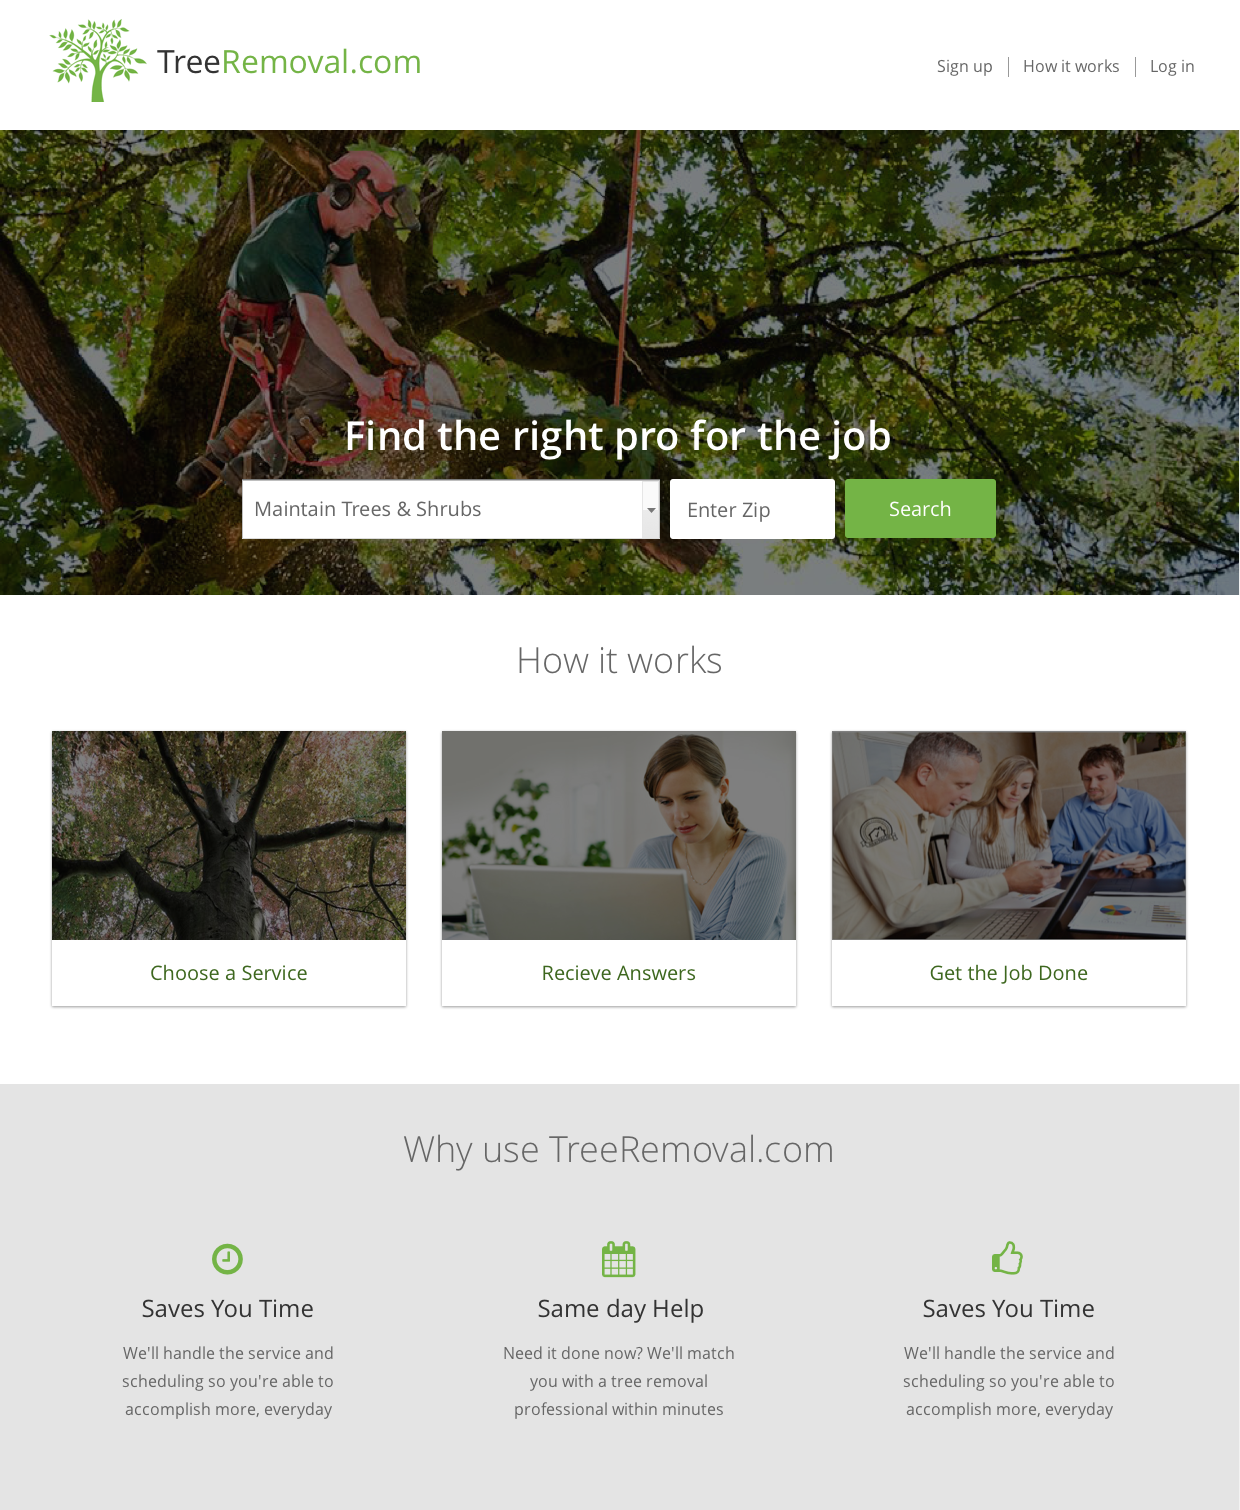 TreeRemoval.com
Sign up
How it works
Log in
Find the right pro for the job
Maintain Trees & Shrubs
Enter Zip
Search
How it works
Choose a Service
Recieve Answers
Get the Job Done
Why use TreeRemoval.com
Saves You Time
We'll handle the service and
scheduling so you're able to
accomplish more, everyday
Same day Help
Need it done now? We'll match
you with a tree removal
professional within minutes
Saves You Time
We'll handle the service and
scheduling so you're able to
accomplish more, everyday